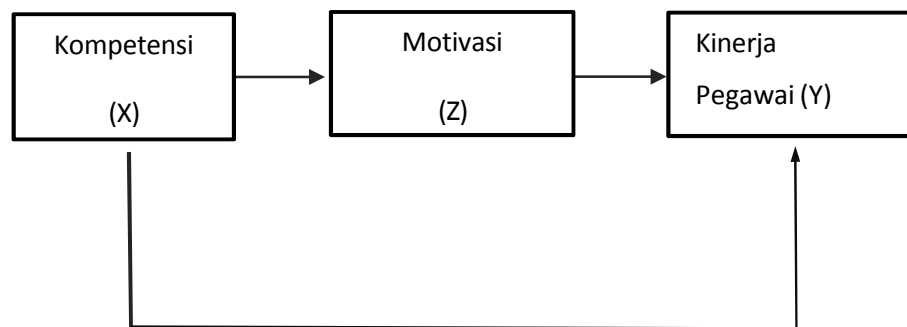 Kompetensi
(X)
Motivasi
(Z)
Kinerja
Pegawai (Y)